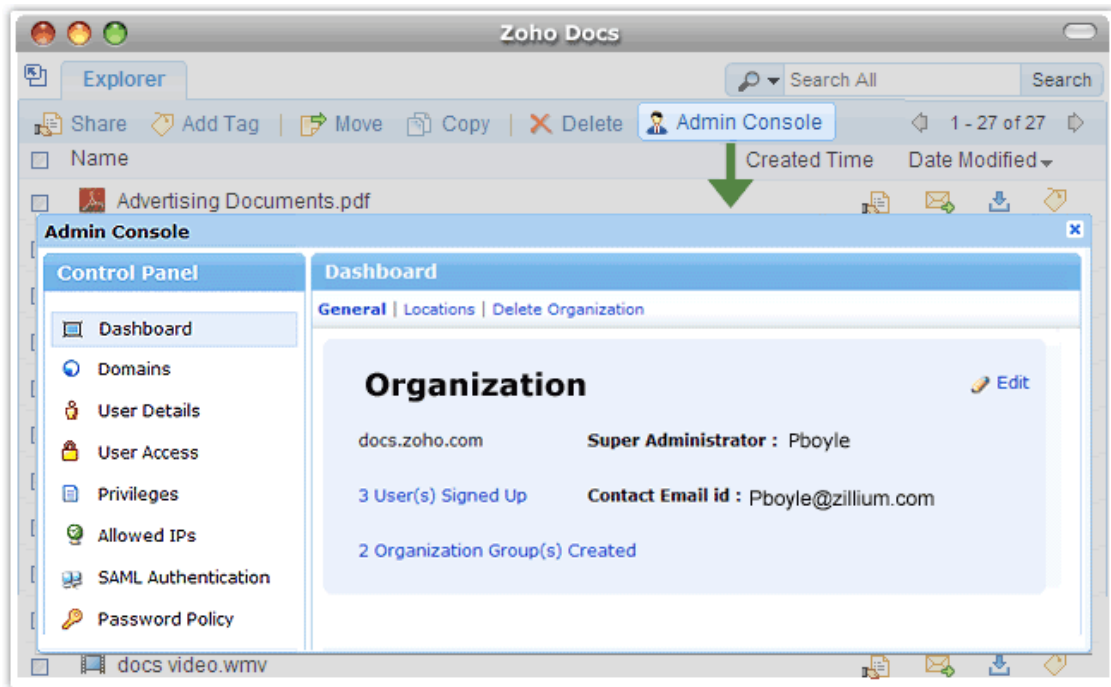 Zoho Docs
Explorer
Search All
Search
Share Add Tag | Move Copy | Delete Admin Console 1 - 27 of 27
Name Created Time Date Modified
Advertising Documents.pdf
Admin Console
Control Panel
Dashboard
Domains
User Details
User Access
Privileges
Allowed IPs
SAML Authentication
Password Policy
Dashboard
General | Locations | Delete Organization
Organization
Edit
docs.zoho.com Super Administrator : Pboyle
3 User(s) Signed Up Contact Email id : Pboyle@zillium.com
2 Organization Group(s) Created
docs video.wmv